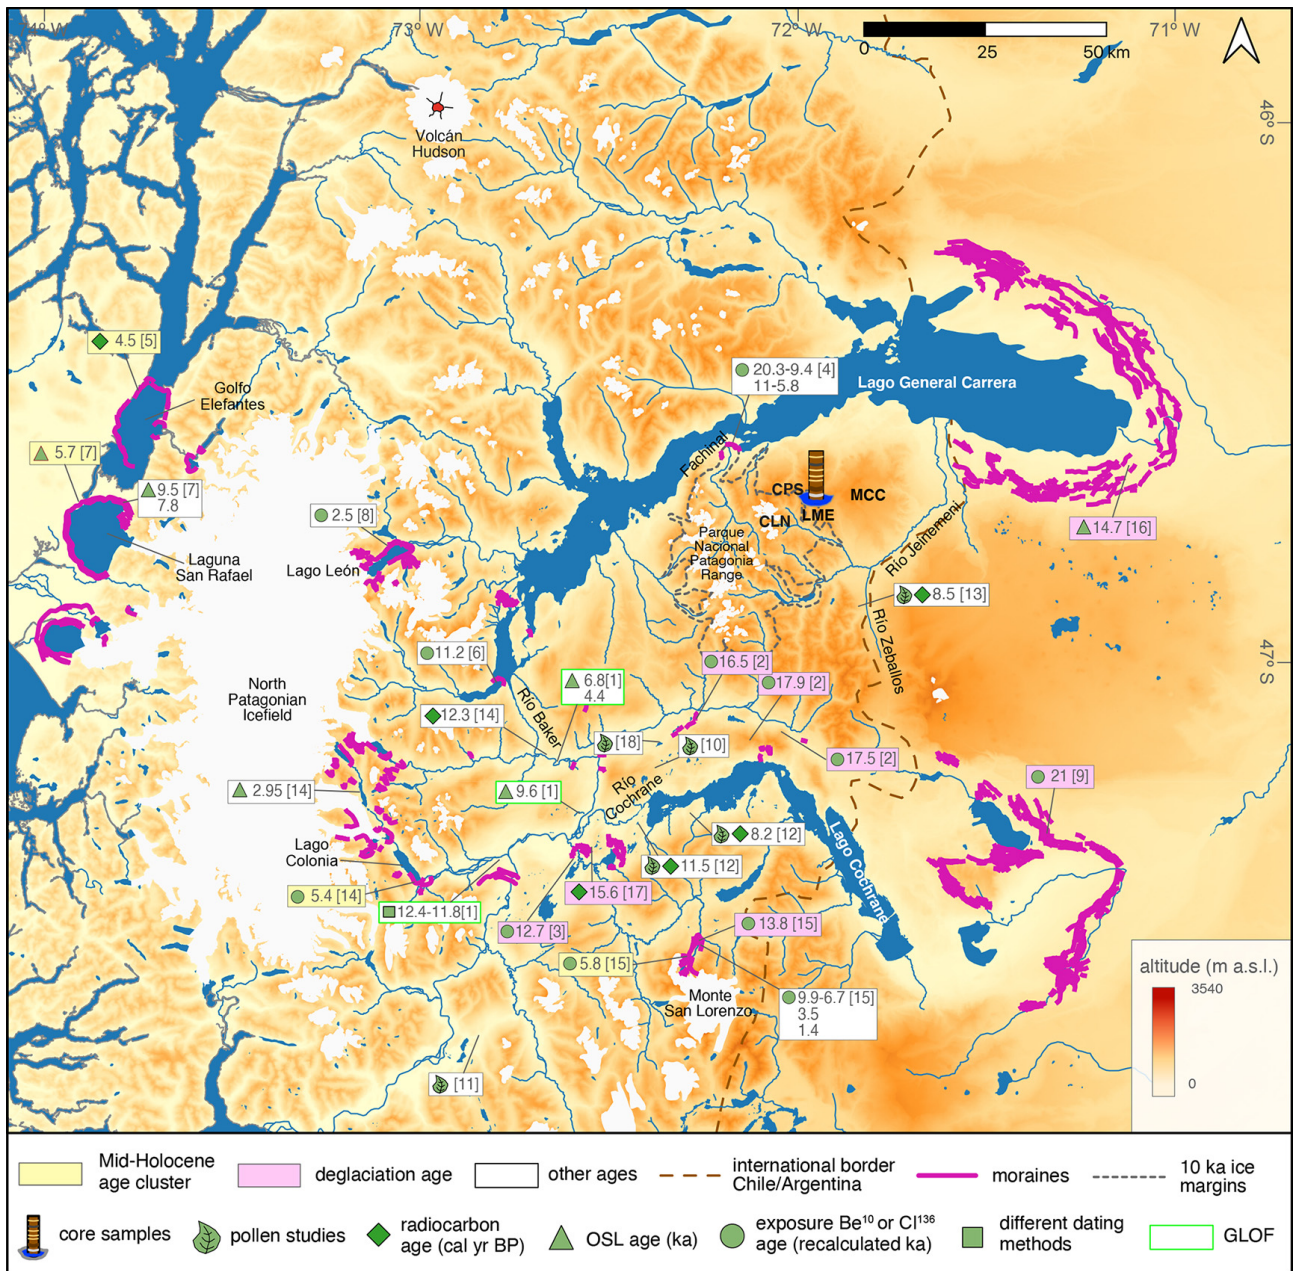 74° W
73° W
72° W
71° W
0
25
50 km
46° S
Volcán
Hudson
4.5 [5]
Golfo
Elefantes
5.7 [7]
9.5 [7]
7.8
2.5 [8]
Laguna
San Rafael
Lago León
20.3-9.4 [4]
11-5.8
Lago General Carrera
Fachinal
CPS
MCC
CLN
LME
Parque
Nacional
Patagonia
Range
Río Jeinemeni
14.7 [16]
8.5 [13]
Río Zeballos
47° S
11.2 [6]
6.8[1]
4.4
16.5 [2]
17.9 [2]
North
Patagonian
Icefield
Río Baker
12.3 [14]
[18]
[10]
17.5 [2]
21 [9]
2.95 [14]
9.6 [1]
Río
Cochrane
8.2 [12]
Lago
Colonia
11.5 [12]
Lago Cochrane
5.4 [14]
12.4-11.8[1]
15.6 [17]
12.7 [3]
13.8 [15]
5.8 [15]
9.9-6.7 [15]
3.5
1.4
Monte
San Lorenzo
[11]
altitude (m a.s.l.)
3540
0
Mid-Holocene
age cluster
deglaciation age
other ages
international border
Chile/Argentina
moraines
10 ka ice
margins
core samples
pollen studies
radiocarbon
age (cal yr BP)
OSL age (ka)
exposure Be¹⁰ or Cl¹³⁶
age (recalculated ka)
different dating
methods
GLOF